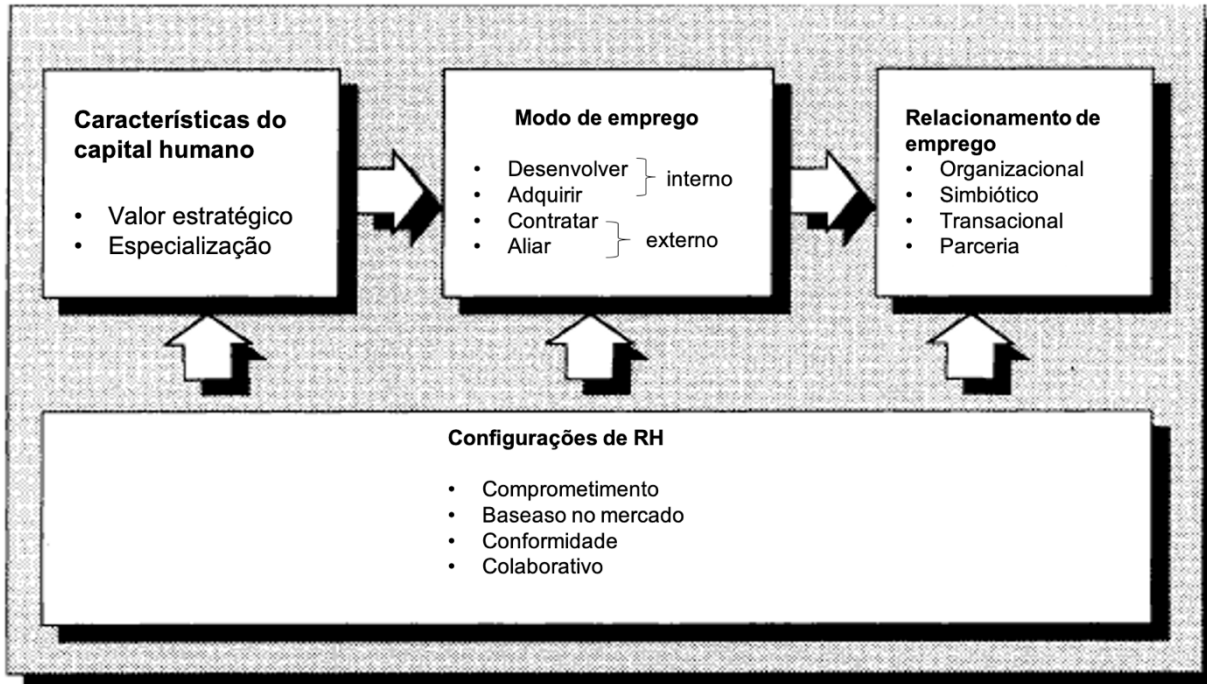 Características do
capital humano
• Valor estratégico
• Especialização
Modo de emprego
• Desenvolver
• Adquirir
interno
• Contratar
• Aliar
externo
Relacionamento de
emprego
• Organizacional
• Simbiótico
• Transacional
• Parceria
Configurações de RH
• Comprometimento
• Baseaso no mercado
• Conformidade
• Colaborativo